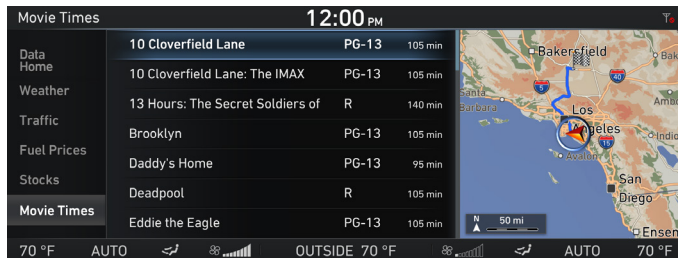 Movie Times 12:00 PM
Data
Home
Weather
Traffic
Fuel Prices
Stocks
Movie Times
10 Cloverfield Lane PG-13 105 min
10 Cloverfield Lane: The IMAX PG-13 105 min
13 Hours: The Secret Soldiers of R 140 min
Brooklyn PG-13 105 min
Daddy's Home PG-13 95 min
Deadpool R 105 min
Eddie the Eagle PG-13 105 min
Bakersfield
Bak
40
5
Santa
Barbara
Ambo
Los
Angeles
15
Indio
Avalon
San
Diego
N 50 mi
Ensen
70 °F AUTO OUTSIDE 70 °F AUTO 70 °F